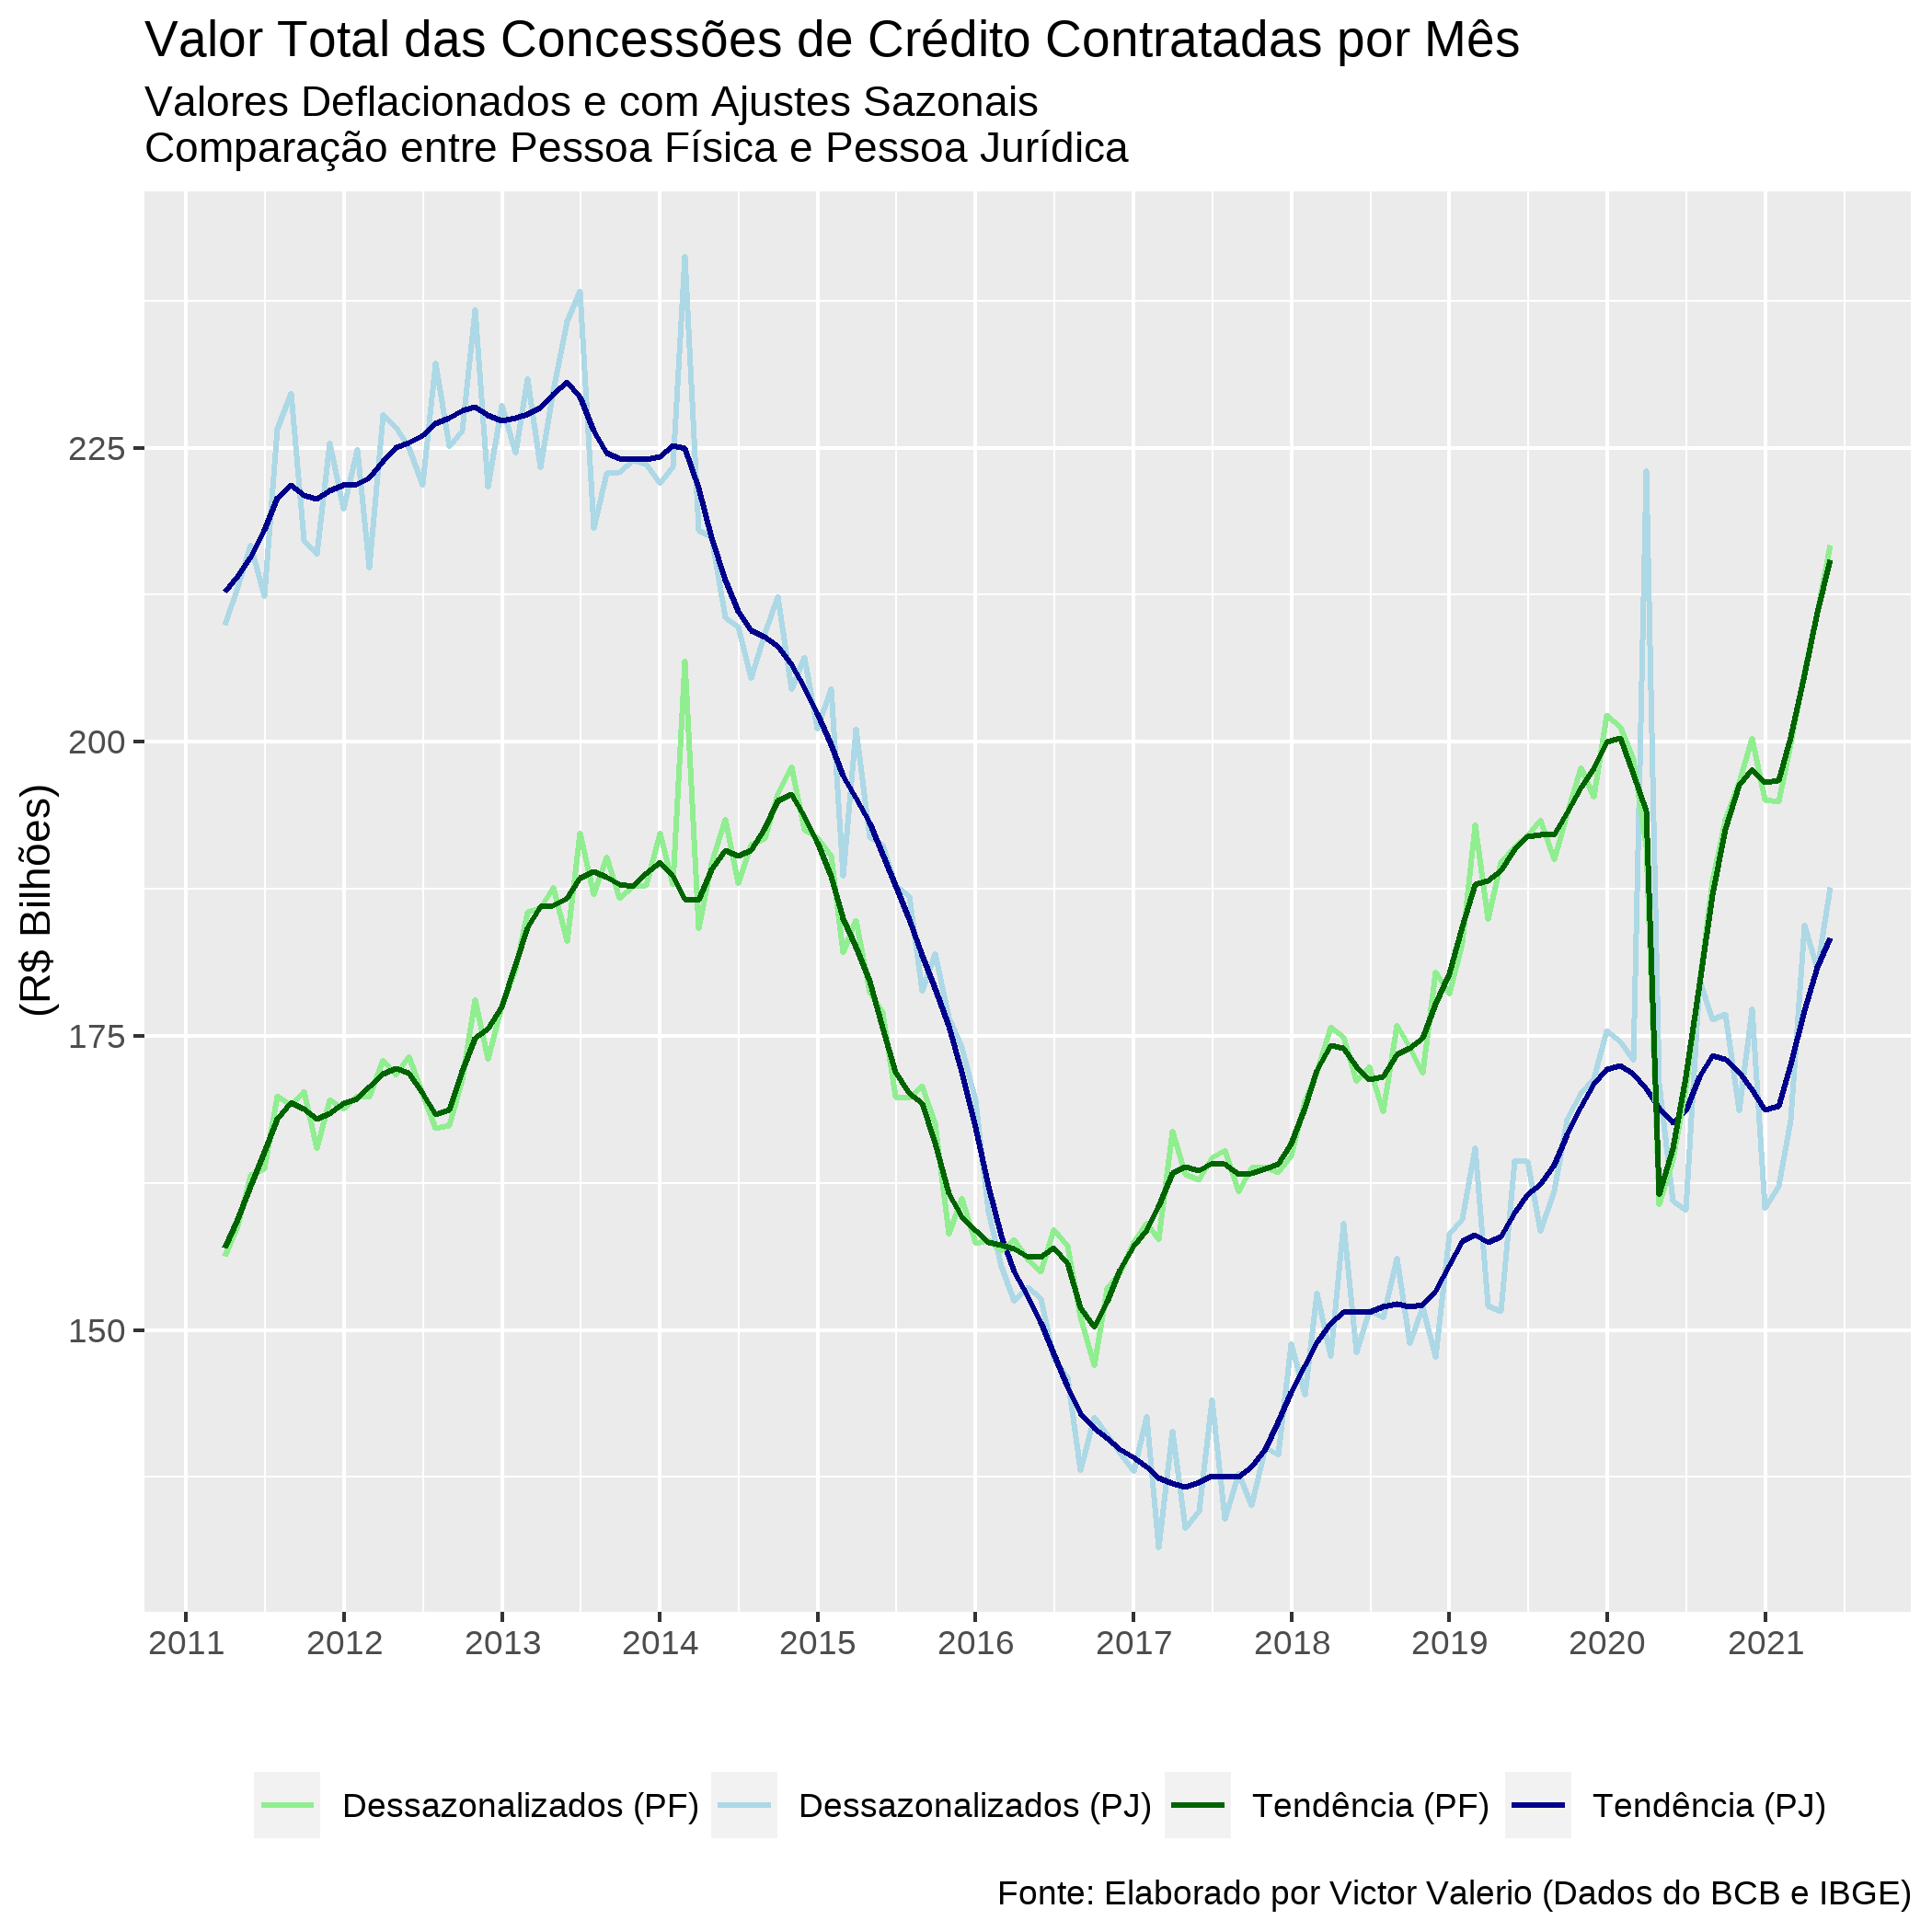 Valor Total das Concessões de Crédito Contratadas por Mês
Valores Deflacionados e com Ajustes Sazonais
Comparação entre Pessoa Física e Pessoa Jurídica
(R$ Bilhões)
225
200
175
150
2011 2012 2013 2014 2015 2016 2017 2018 2019 2020 2021
Dessazonalizados (PF) Dessazonalizados (PJ) Tendência (PF) Tendência (PJ)
Fonte: Elaborado por Victor Valerio (Dados do BCB e IBGE)